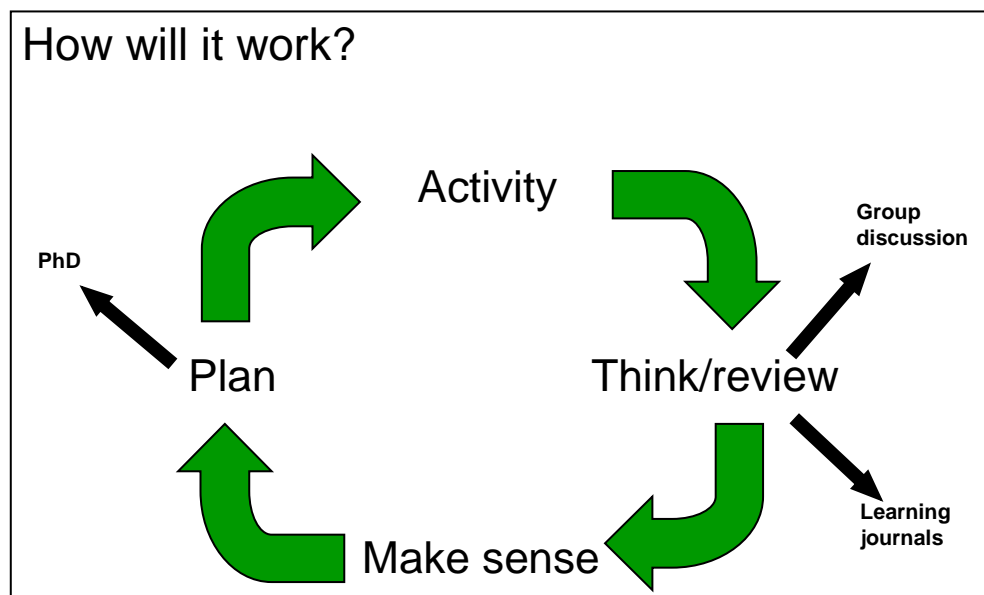 How will it work?
Activity
Group
discussion
PhD
Plan
Think/review
Learning
journals
Make sense